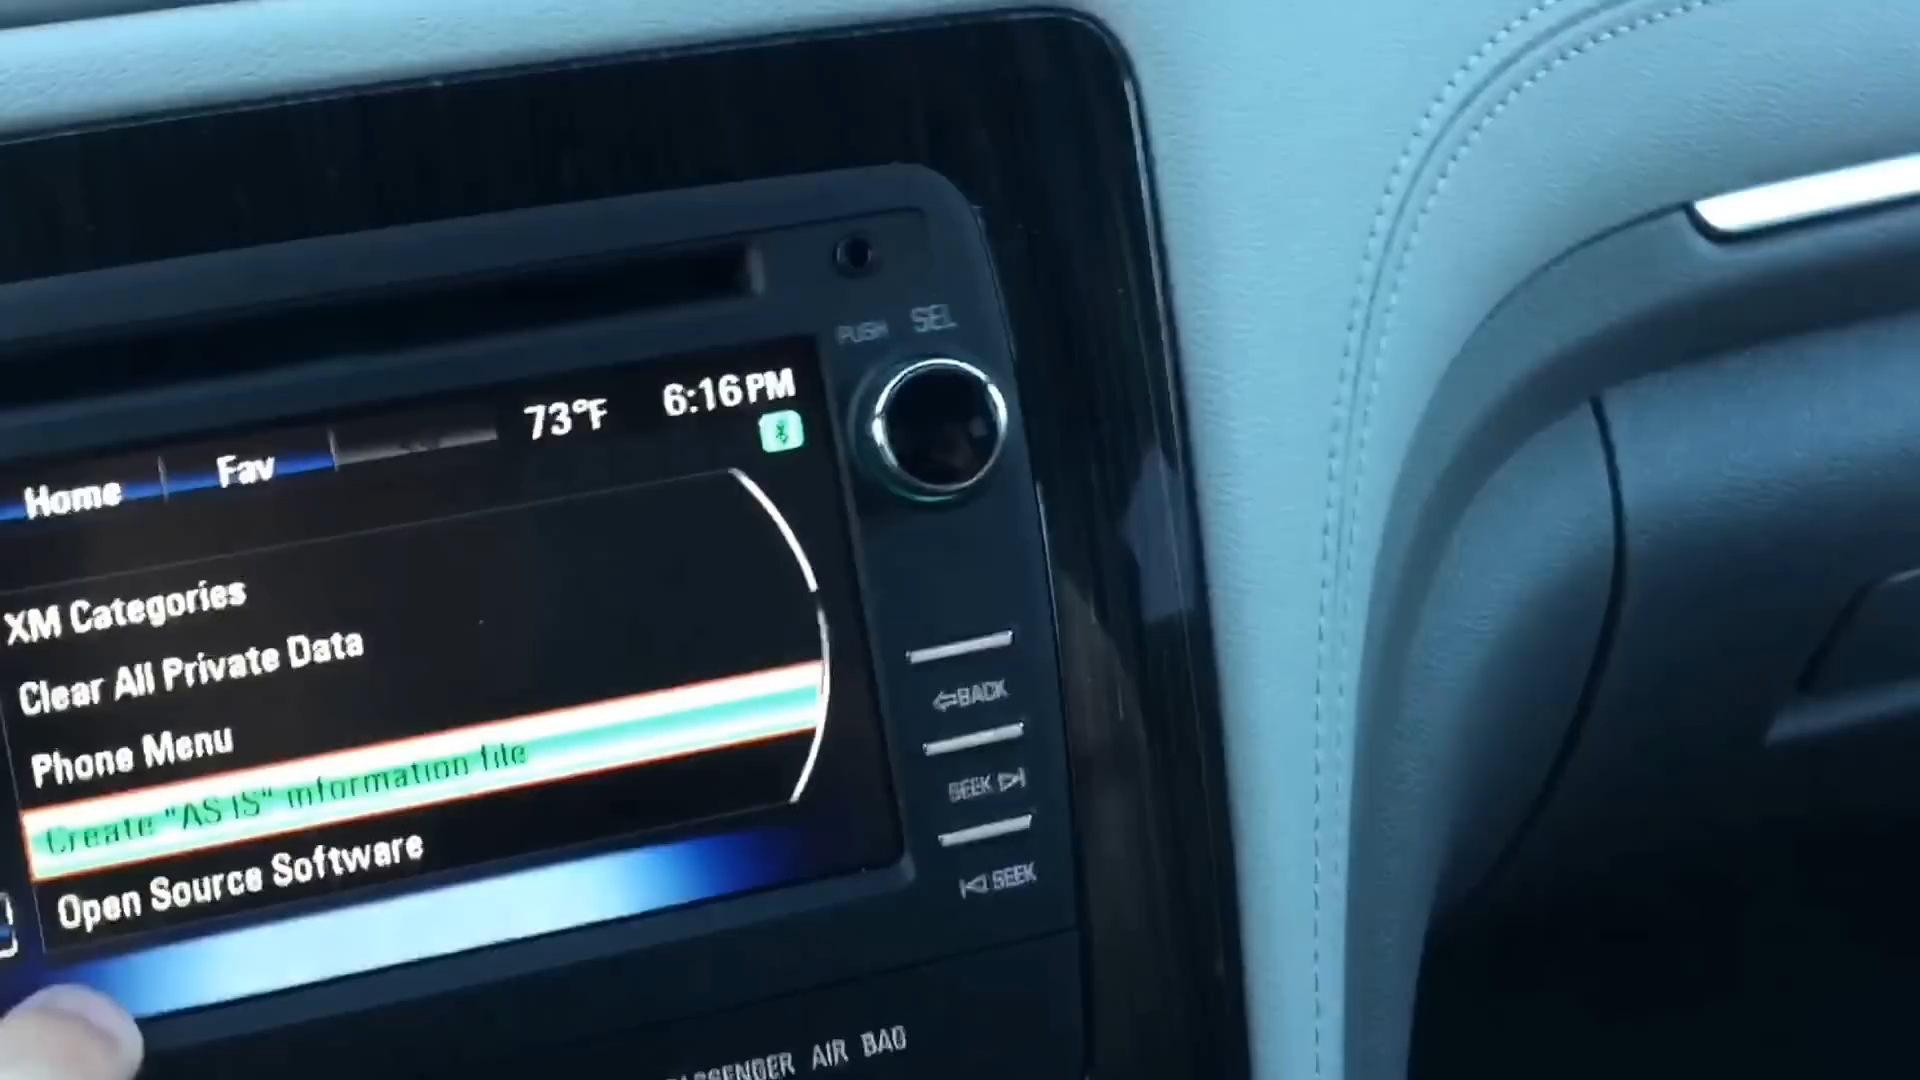 PUSH SEL
73°F 6:16PM
Home Fav
XM Categories
Clear All Private Data
Phone Menu
Create "AS IS" information file
Open Source Software
BACK
SEEK
SEEK
AIR BAG